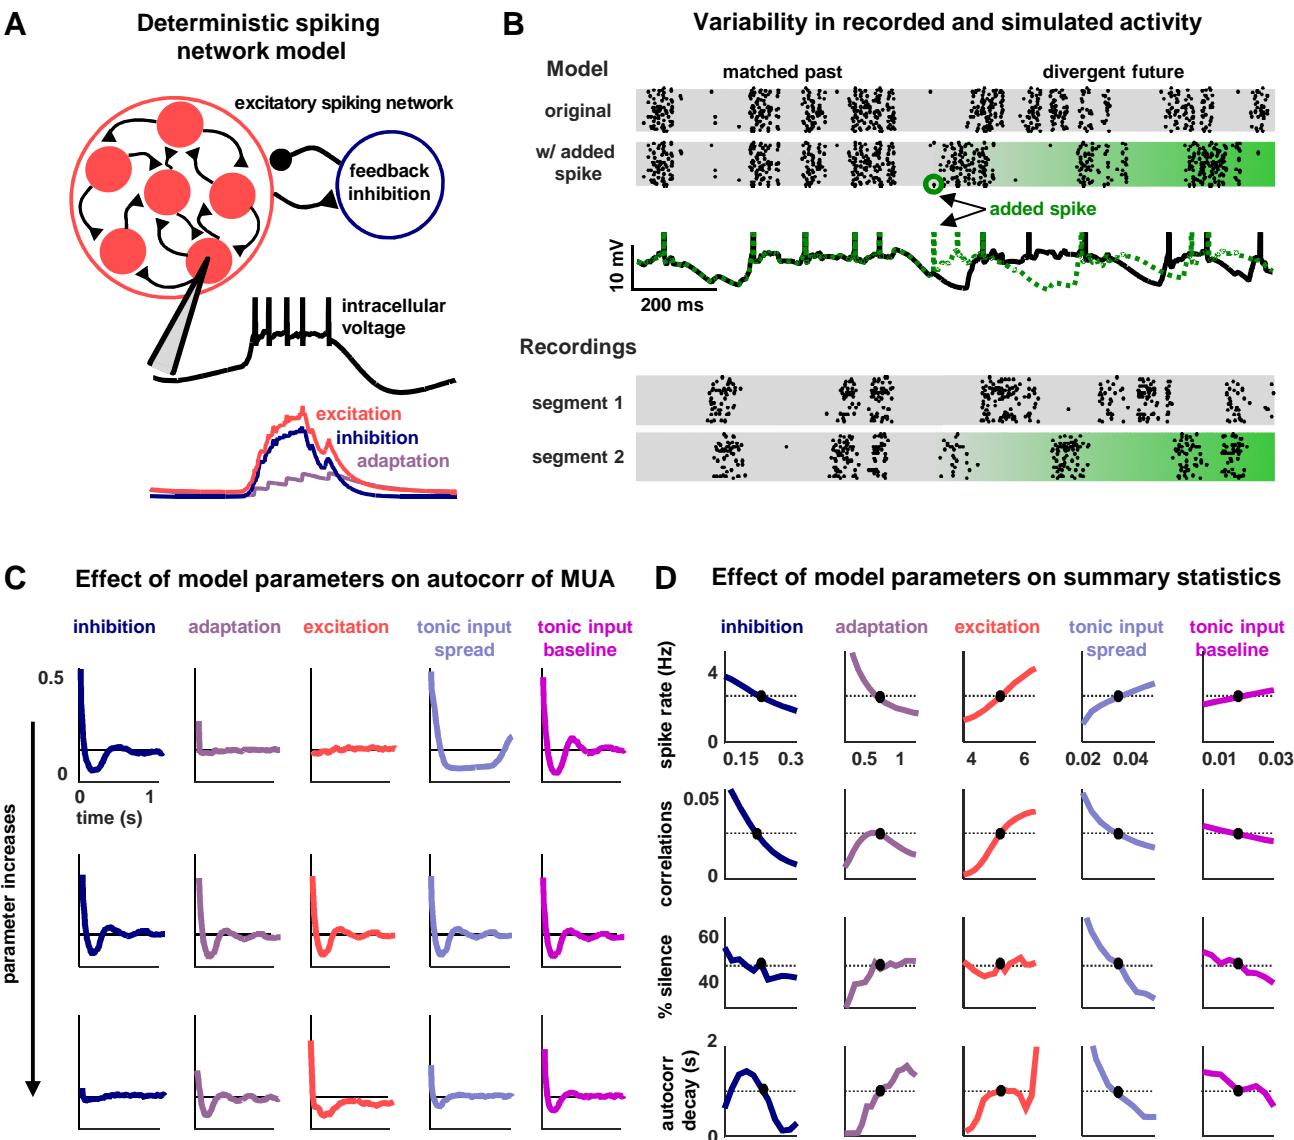 A
Deterministic spiking
network model
excitatory spiking network
feedback
inhibition
intracellular
voltage
excitation
inhibition
adaptation
B
Variability in recorded and simulated activity
Model
matched past
divergent future
original
w/ added
spike
added spike
10 mV
200 ms
Recordings
segment 1
segment 2
C
Effect of model parameters on autocorr of MUA
inhibition
adaptation
excitation
tonic input
spread
tonic input
baseline
0.5
0
0
1
time (s)
parameter increases
D
Effect of model parameters on summary statistics
inhibition
adaptation
excitation
tonic input
spread
tonic input
baseline
spike rate (Hz)
4
0
0.15 0.3
0.5 1
4 6
0.02 0.04
0.01 0.03
correlations
0.05
0
% silence
60
40
autocorr
decay (s)
2
1
0